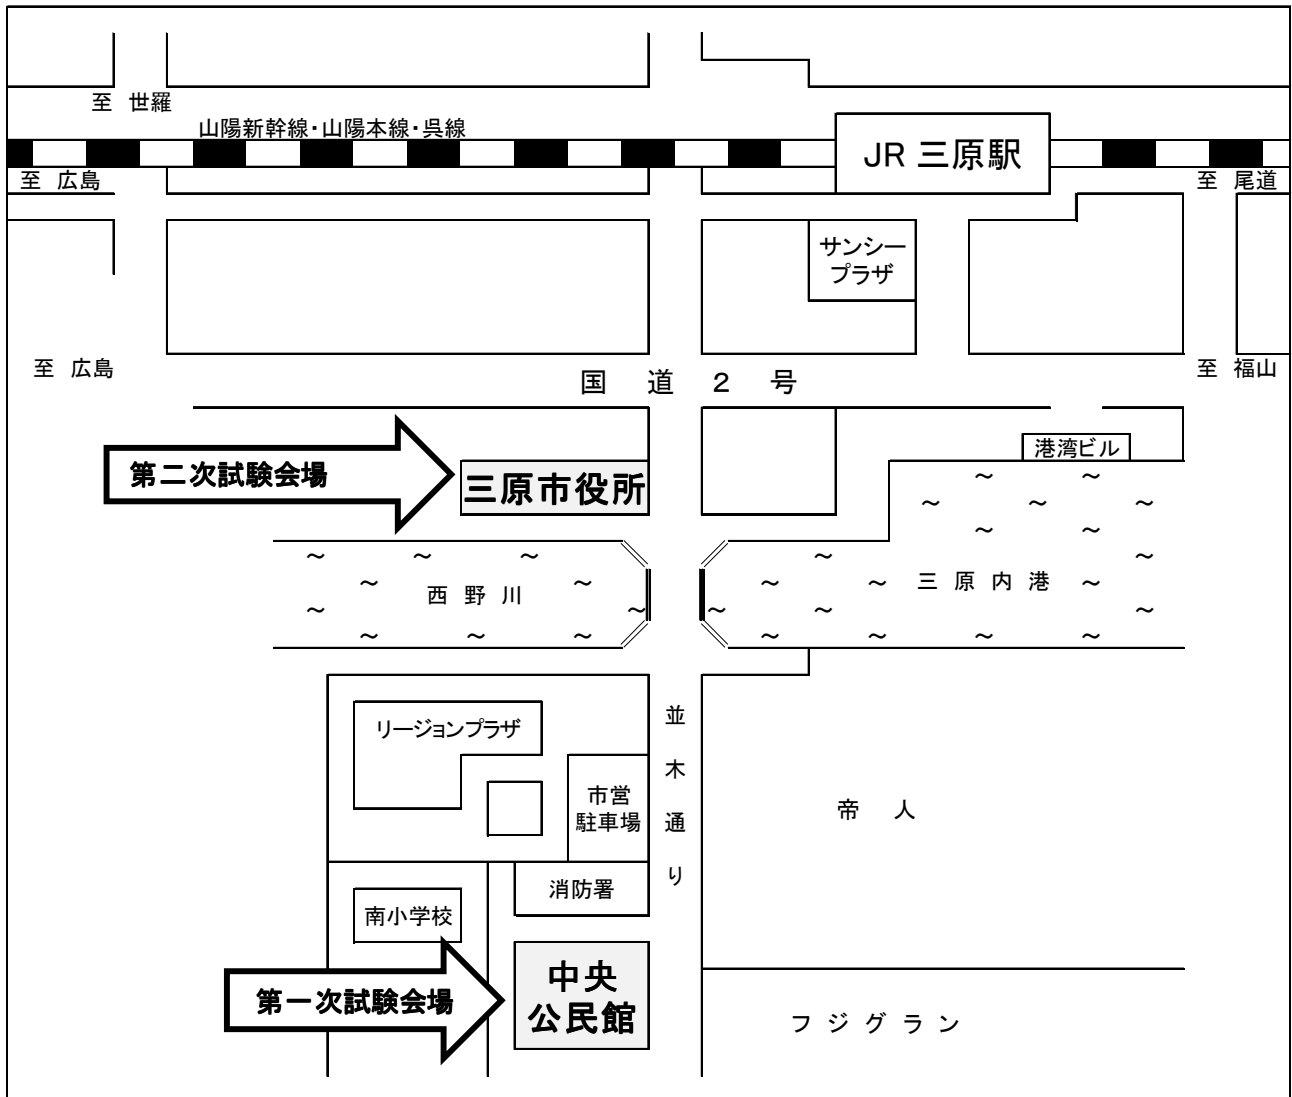 至 世羅
山陽新幹線・山陽本線・呉線
JR 三原駅
至 広島
至 尾道
サンシー
プラザ
至 広島
至 福山
国 道 2 号
港湾ビル
第二次試験会場
三原市役所
西 野 川
三 原 内 港
並
木
通
り
リージョンプラザ
市営
駐車場
帝 人
消防署
南小学校
中央
公民館
第一次試験会場
フ ジ グ ラ ン